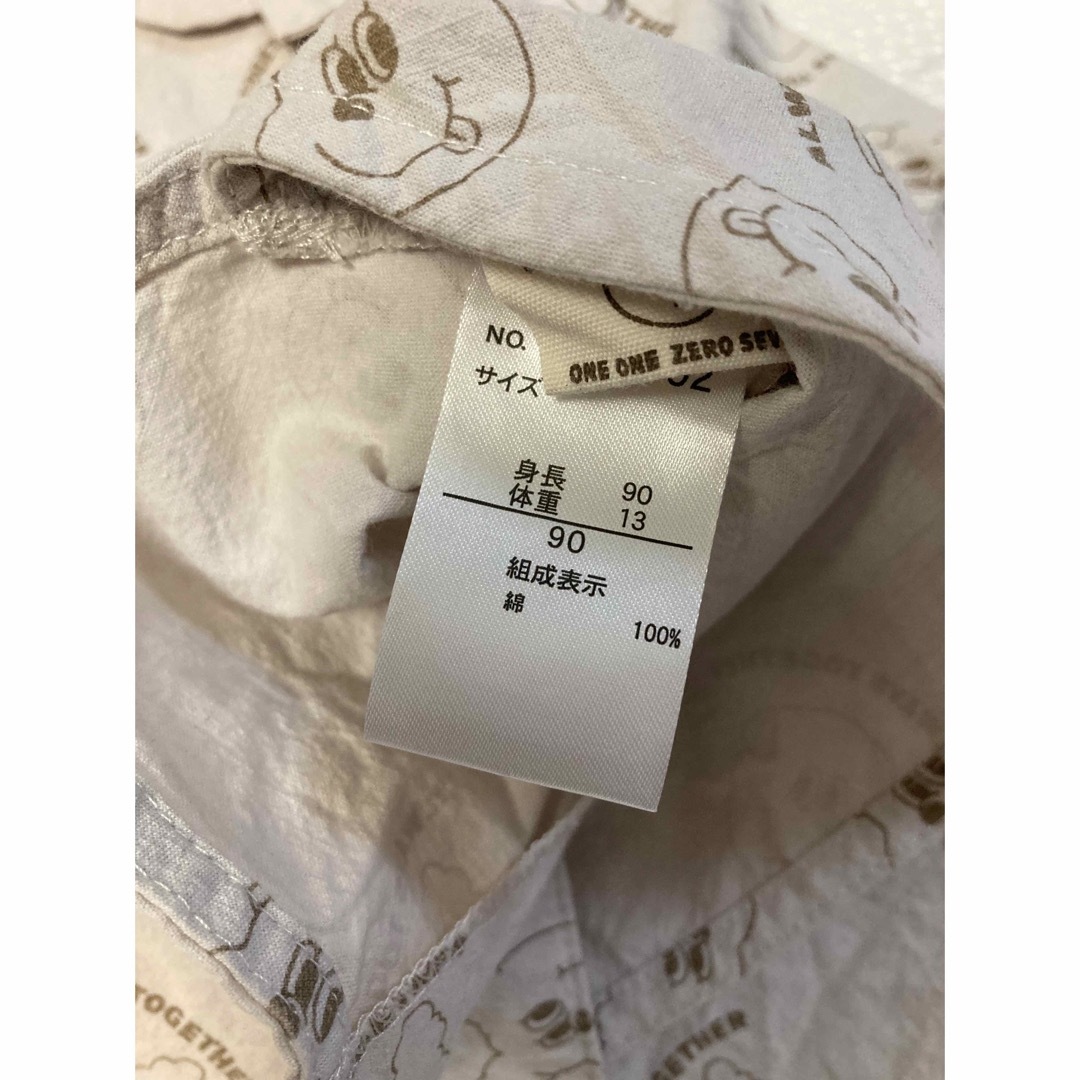 ONE ONE ZERO SEV
NO.
サイズ
身長 90
体重 13
90
組成表示
綿
100%
TOGETHER